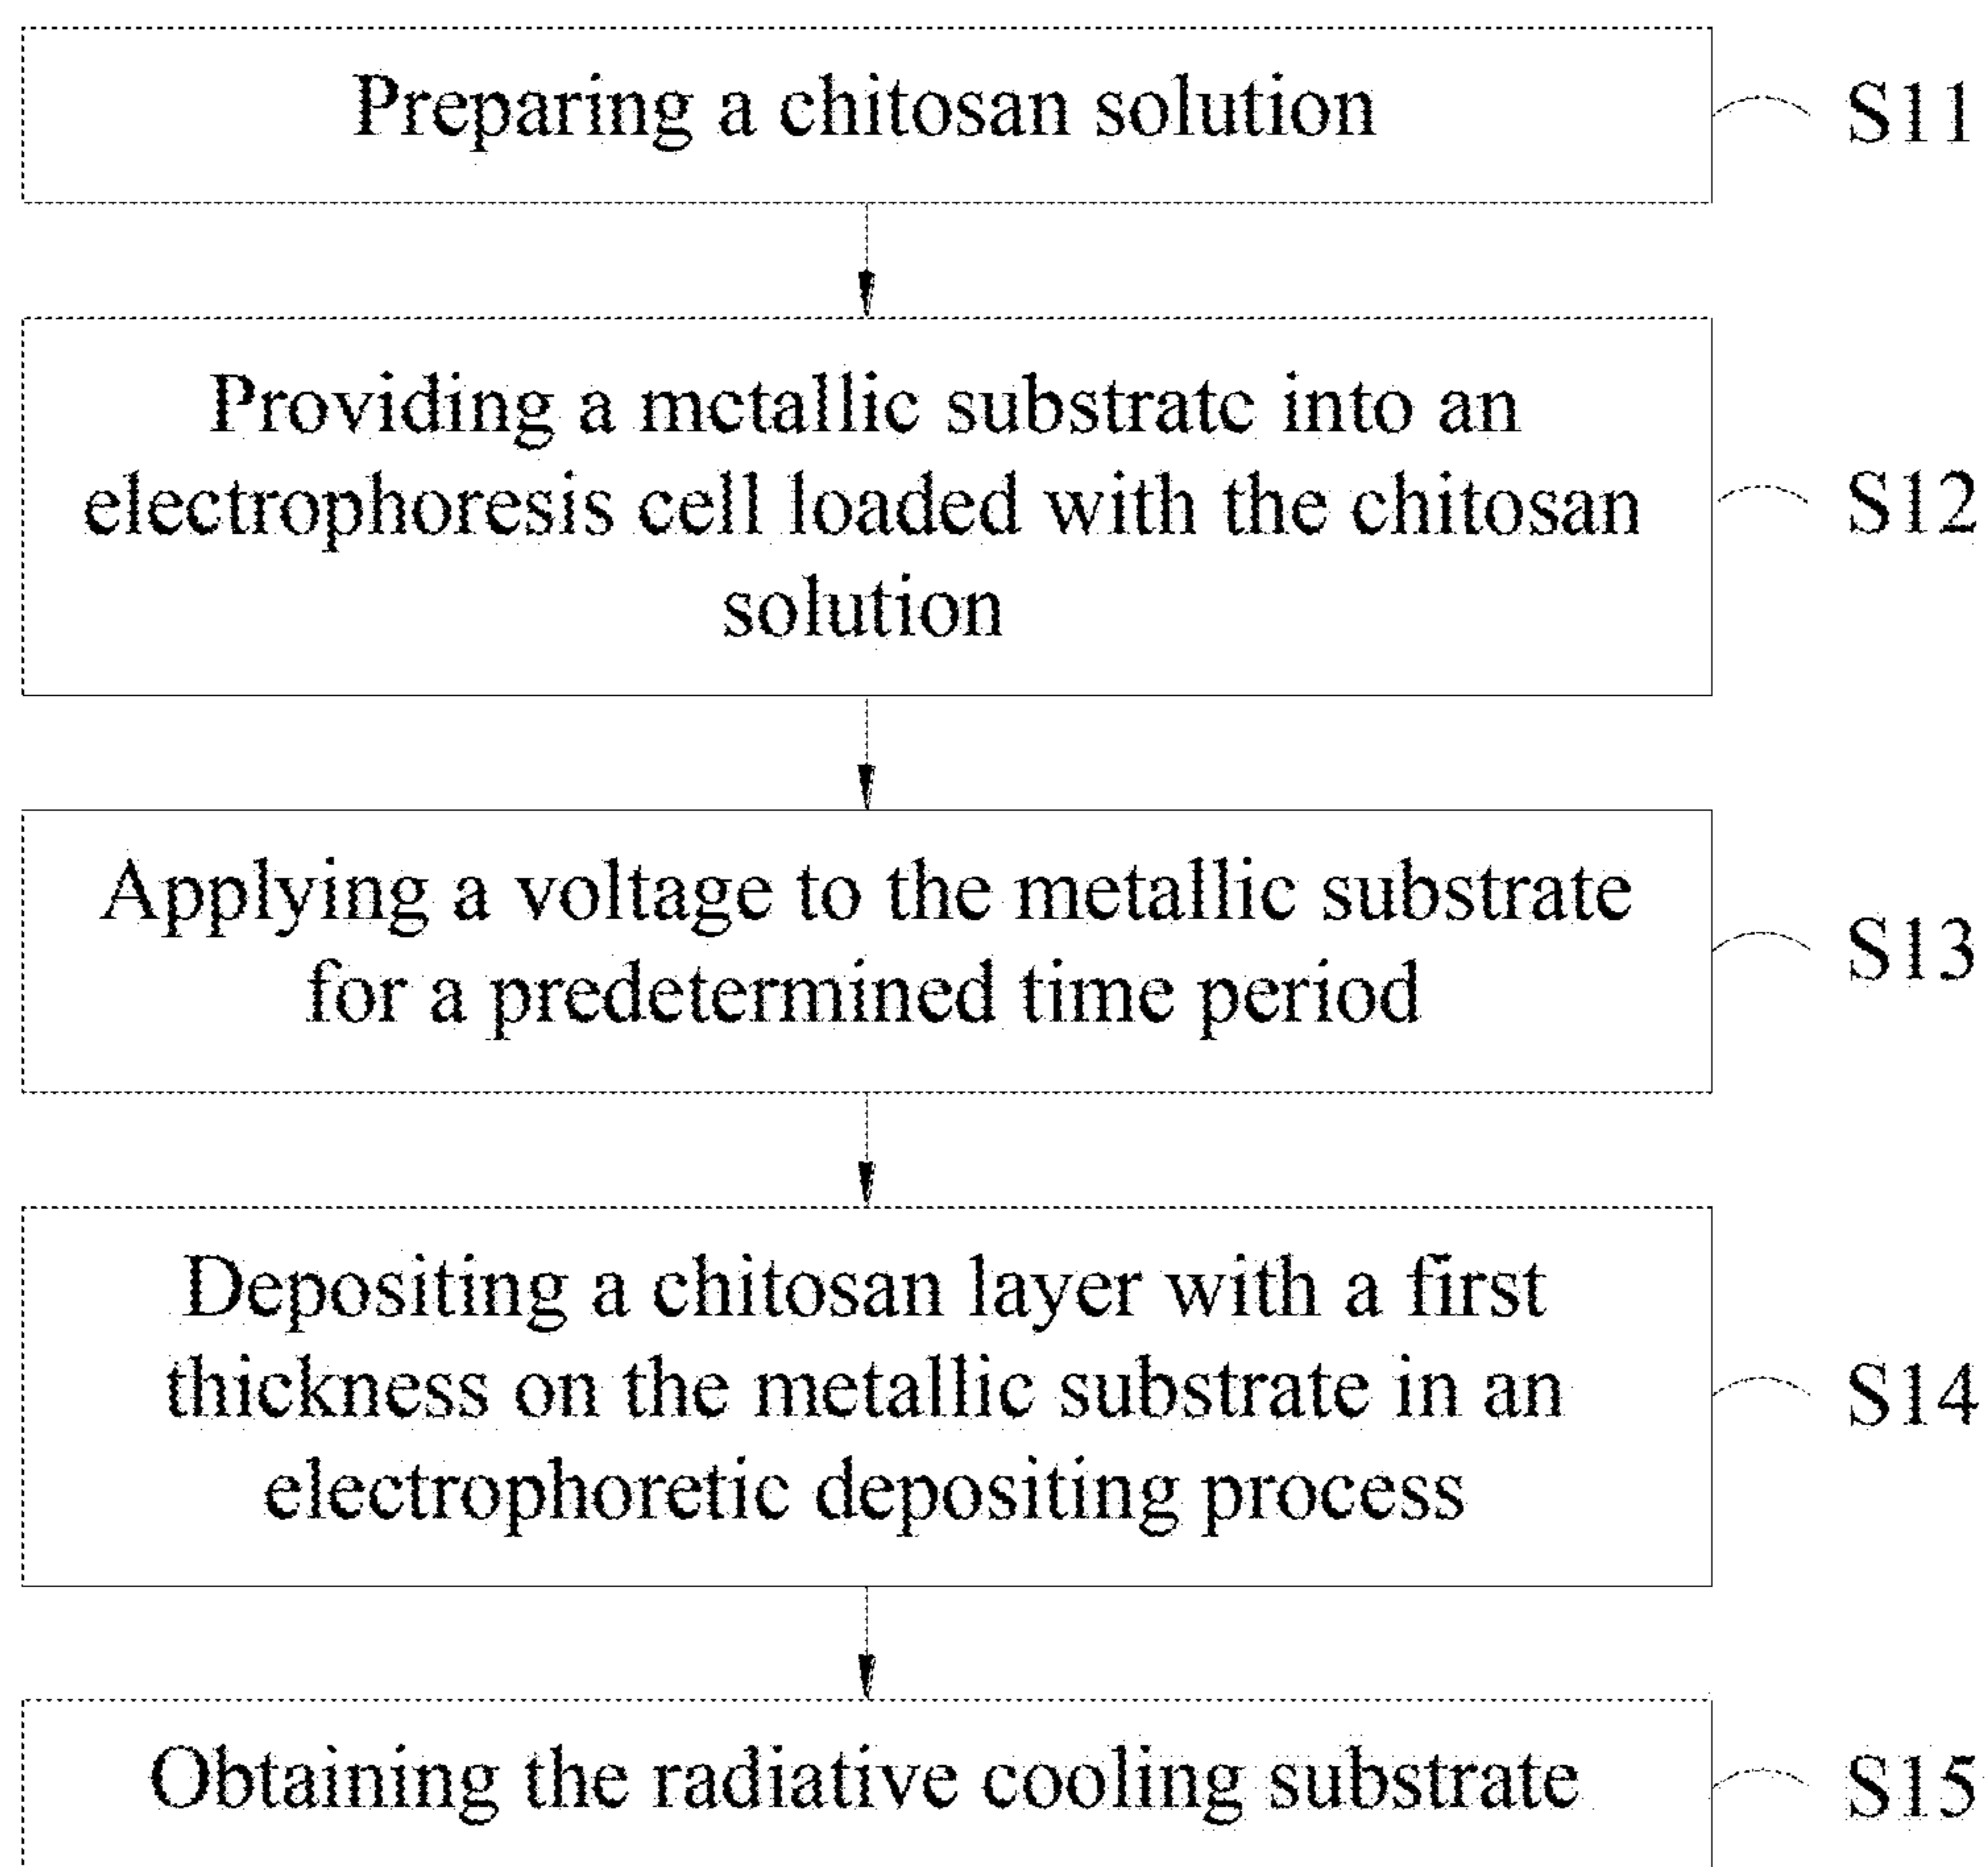 Preparing a chitosan solution
S11
Providing a metallic substrate into an
electrophoresis cell loaded with the chitosan
solution
S12
Applying a voltage to the metallic substrate
for a predetermined time period
S13
Depositing a chitosan layer with a first
thickness on the metallic substrate in an
electrophoretic depositing process
S14
Obtaining the radiative cooling substrate
S15